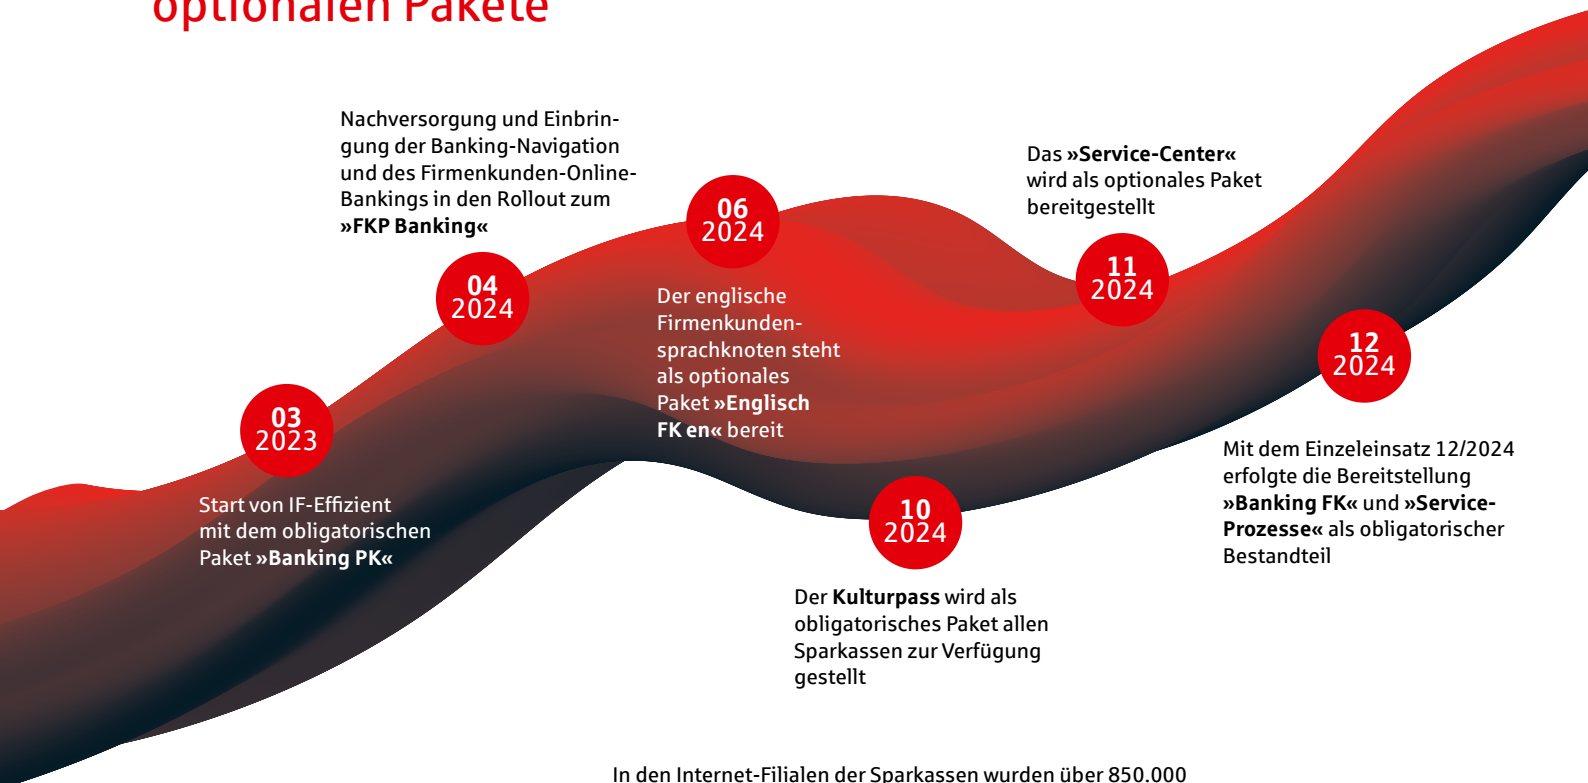 optionalen Pakete
Nachversorgung und Einbrin-
gung der Banking-Navigation
und des Firmenkunden-Online-
Bankings in den Rollout zum
»FKP Banking«
Das »Service-Center«
wird als optionales Paket
bereitgestellt
06
2024
11
2024
04
2024
Der englische
Firmenkunden-
sprachknoten steht
als optionales
Paket »Englisch
FK en« bereit
12
2024
03
2023
Mit dem Einzeleinsatz 12/2024
erfolgte die Bereitstellung
»Banking FK« und »Service-
Prozesse« als obligatorischer
Bestandteil
Start von IF-Effizient
mit dem obligatorischen
Paket »Banking PK«
10
2024
Der Kulturpass wird als
obligatorisches Paket allen
Sparkassen zur Verfügung
gestellt
In den Internet-Filialen der Sparkassen wurden über 850.000